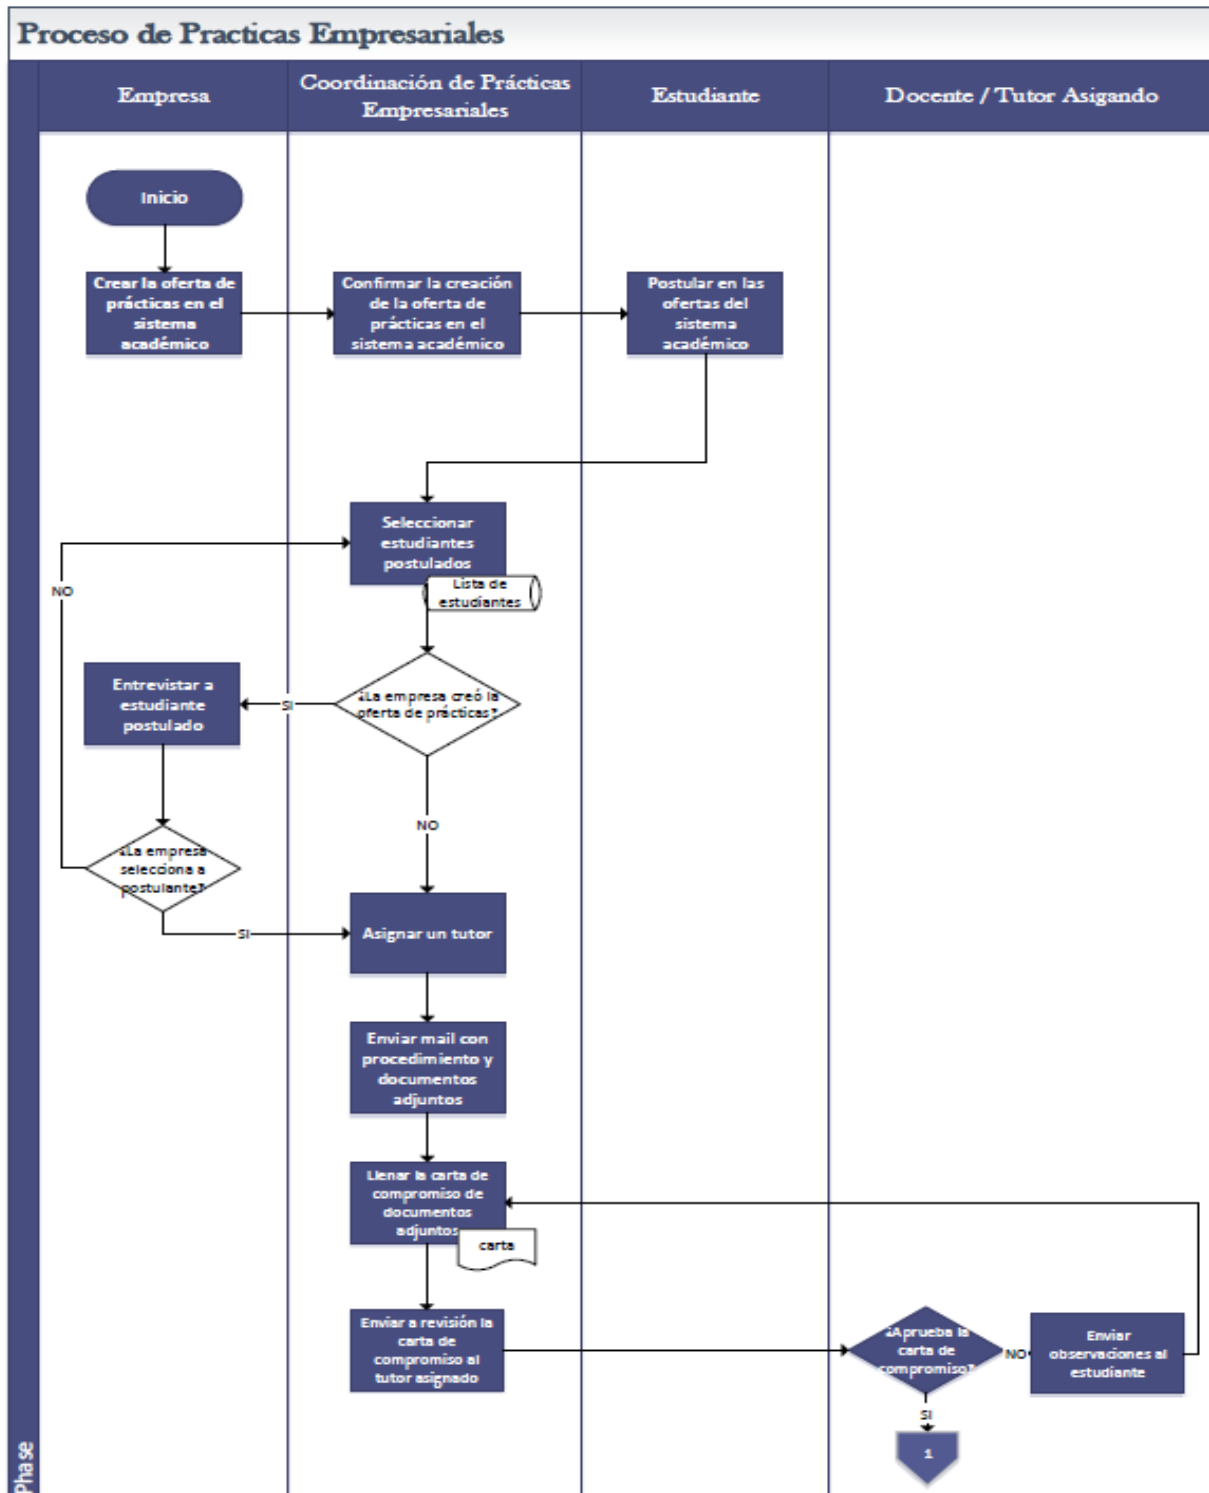 Proceso de Practicas Empresariales
Empresa
Coordinación de Prácticas
Empresariales
Estudiante
Docente / Tutor Asigando
Inicio
Crear la oferta de
prácticas en el
sistema
académico
Confirmar la creación
de la oferta de
prácticas en el
sistema académico
Postular en las
ofertas del
sistema
académico
Seleccionar
estudiantes
postulados
Lista de
estudiantes
NO
Entrevistar a
estudiante
postulado
SI
¿La empresa creó la
oferta de prácticas?
NO
¿La empresa
selecciona a
postulante?
SI
Asignar un tutor
Enviar mail con
procedimiento y
documentos
adjuntos
Llenar la carta de
compromiso de
documentos
adjuntos
carta
Enviar a revisión la
carta de
compromiso al
tutor asignado
¿Aprueba la
carta de
compromiso?
NO
Enviar
observaciones al
estudiante
SI
1
Phase